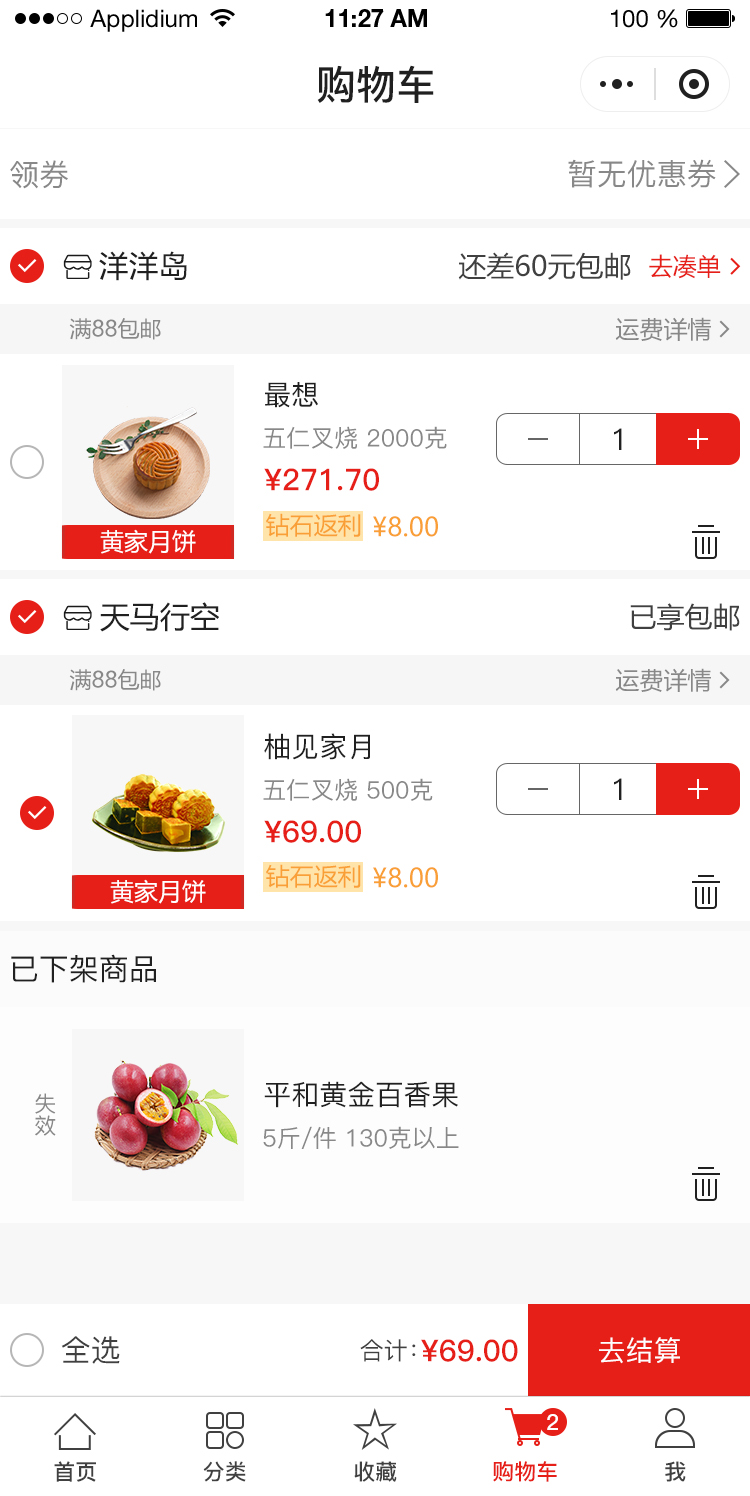 Applidium 11:27 AM 100 %
购物车
领券 暂无优惠券
洋洋岛 还差60元包邮 去凑单
满88包邮 运费详情
最想
五仁叉烧 2000克
1
¥271.70
黄家月饼
钻石返利 ¥8.00
天马行空 已享包邮
满88包邮 运费详情
柚见家月
五仁叉烧 500克
1
¥69.00
黄家月饼
钻石返利 ¥8.00
已下架商品
失效
平和黄金百香果
5斤/件 130克以上
全选 合计:¥69.00 去结算
2
首页 分类 收藏 购物车 我